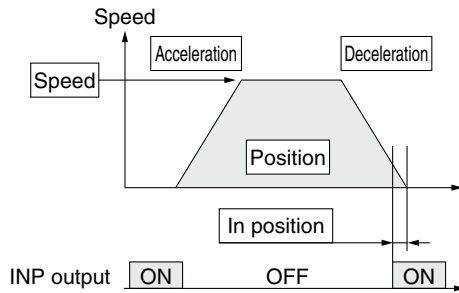 Speed
Acceleration
Deceleration
Speed
Position
In position
INP output
ON
OFF
ON